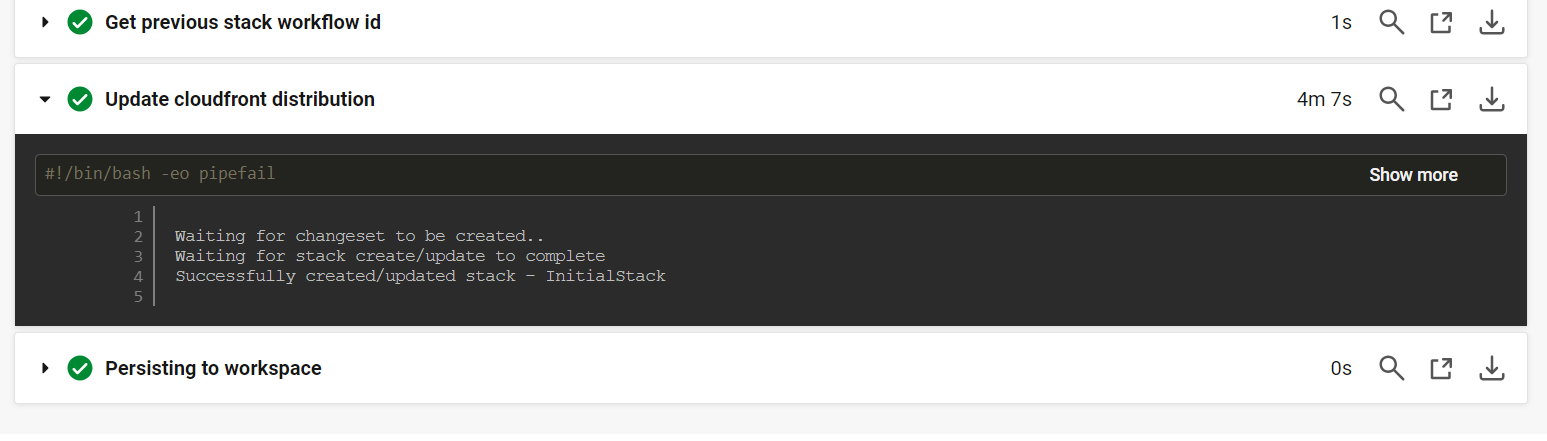 Get previous stack workflow id 1s
Update cloudfront distribution 4m 7s
#!/bin/bash -eo pipefail Show more
1
2 Waiting for changeset to be created..
3 Waiting for stack create/update to complete
4 Successfully created/updated stack - InitialStack
5
Persisting to workspace 0s